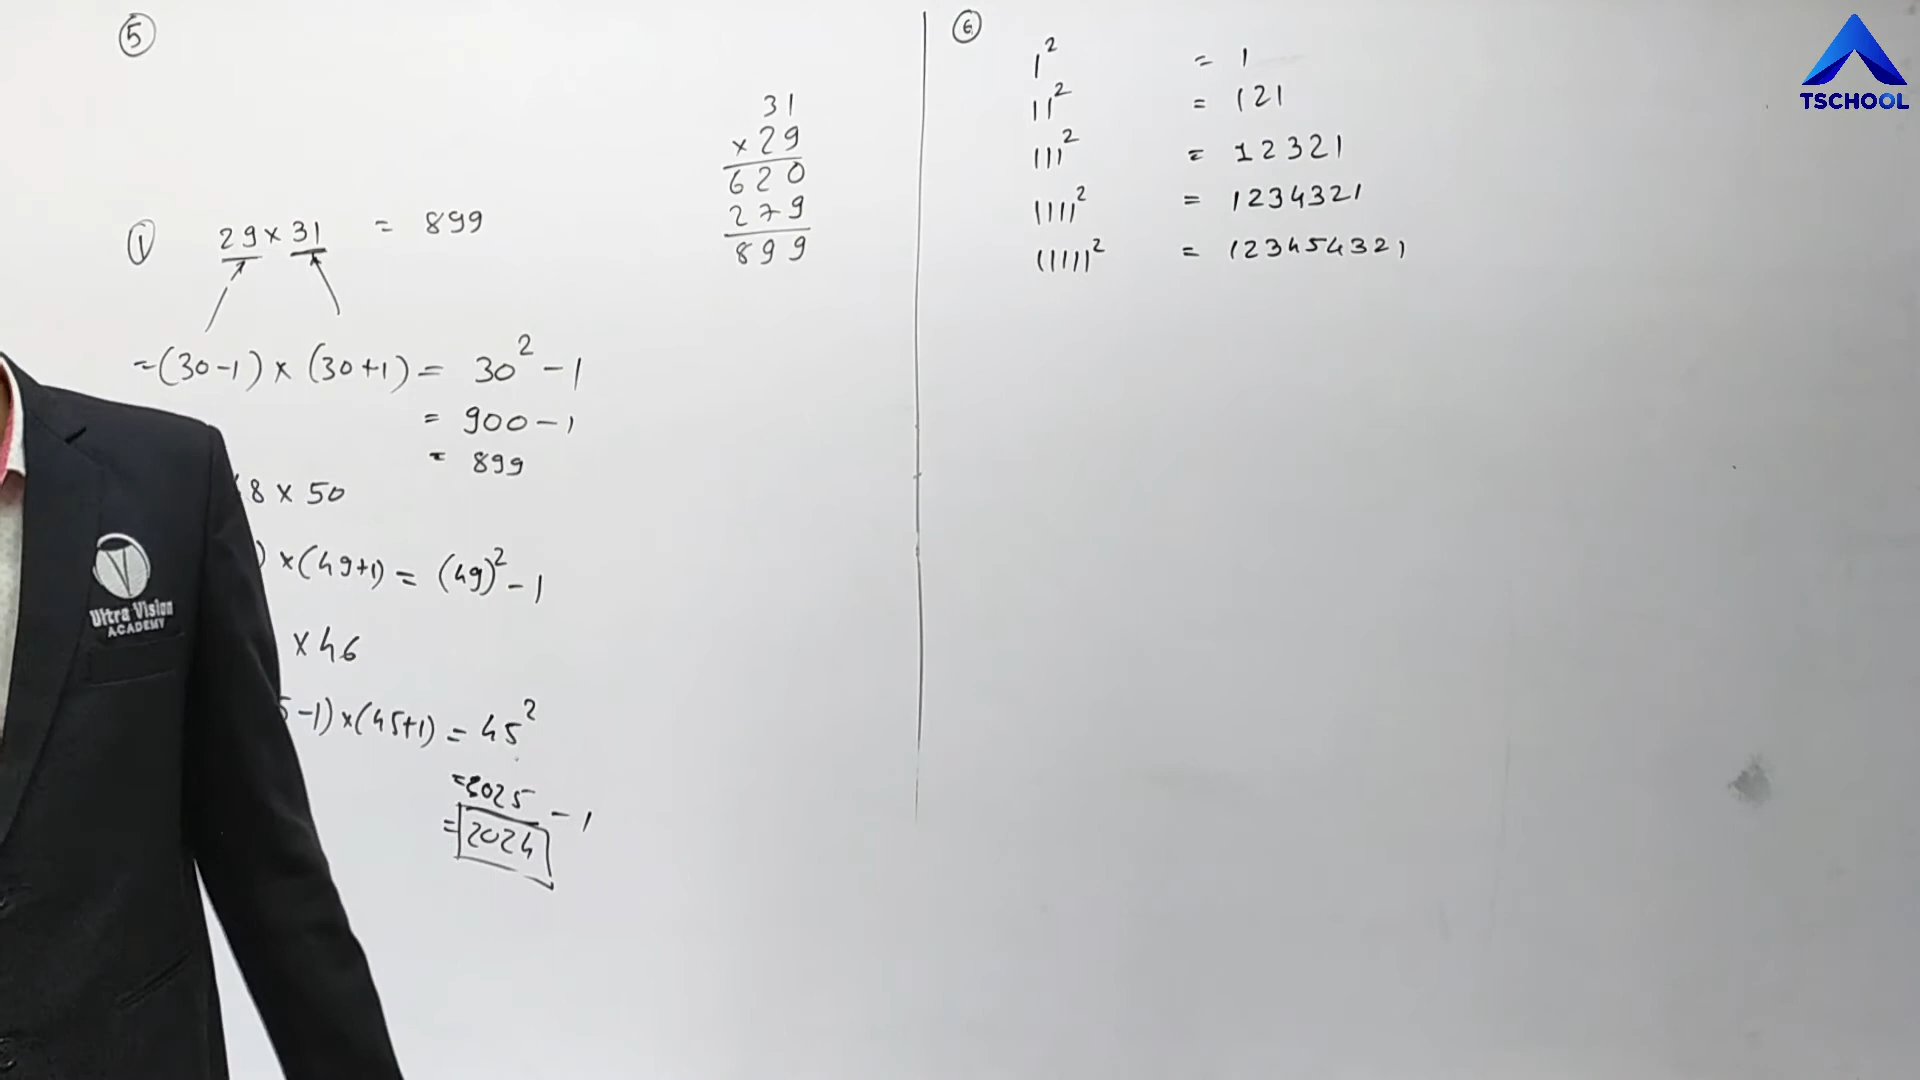 5
31
× 29
620
279
899
1 29 × 31 = 899
= (30-1) × (30+1) = 30² - 1
= 900 - 1
= 899
8 × 50
) × (49+1) = (49)² - 1
× 46
5 -1) × (45+1) = 45²
= 2025 - 1
= 2024
6
1² = 1
11² = 121
111² = 12321
1111² = 1234321
11111² = 123454321
TSCHOOL
Ultra Vision
ACADEMY